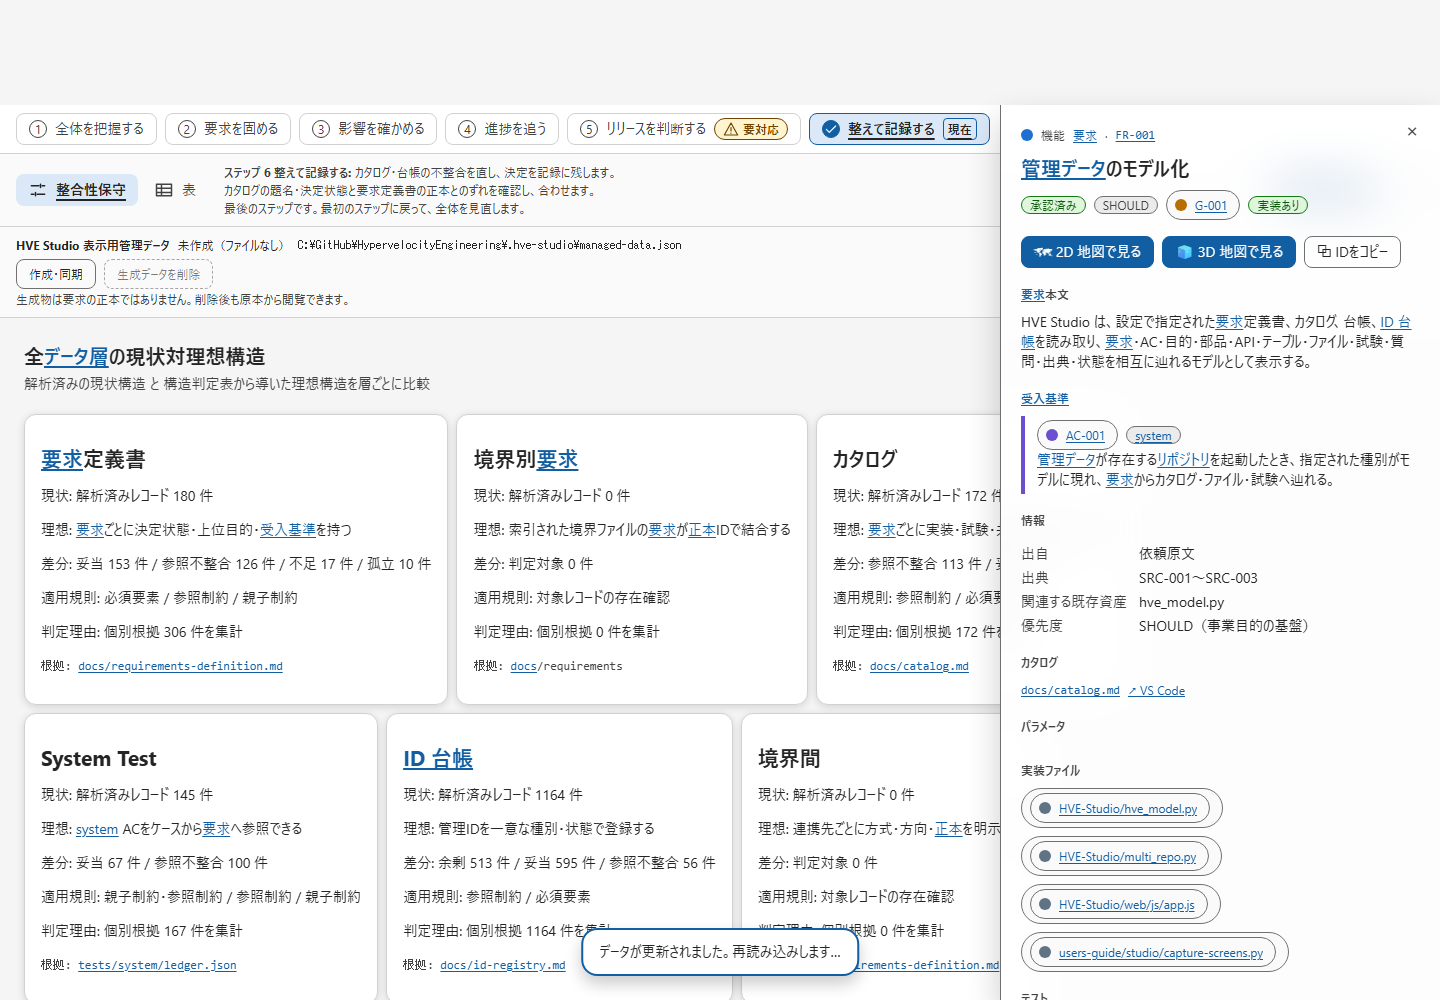 1 全体を把握する 2 要求を固める 3 影響を確かめる 4 進捗を追う 5 リリースを判断する 要対応 整えて記録する 現在
整合性保守 表
ステップ 6 整えて記録する: カタログ・台帳の不整合を直し、決定を記録に残します。
カタログの題名・決定状態と要求定義書の正本とのずれを確認し、合わせます。
最後のステップです。最初のステップに戻って、全体を見直します。
HVE Studio 表示用管理データ 未作成（ファイルなし） C:¥GitHub¥HypervelocityEngineering¥.hve-studio¥managed-data.json
作成・同期 生成データを削除
生成物は要求の正本ではありません。削除後も原本から閲覧できます。
全データ層の現状対理想構造
解析済みの現状構造 と 構造判定表から導いた理想構造を層ごとに比較
要求定義書
現状: 解析済みレコード 180 件
理想: 要求ごとに決定状態・上位目的・受入基準を持つ
差分: 妥当 153 件 / 参照不整合 126 件 / 不足 17 件 / 孤立 10 件
適用規則: 必須要素 / 参照制約 / 親子制約
判定理由: 個別根拠 306 件を集計
根拠: docs/requirements-definition.md
境界別要求
現状: 解析済みレコード 0 件
理想: 索引された境界ファイルの要求が正本IDで結合する
差分: 判定対象 0 件
適用規則: 対象レコードの存在確認
判定理由: 個別根拠 0 件を集計
根拠: docs/requirements
カタログ
現状: 解析済みレコード 172 件
理想: 要求ごとに実装・試験・
差分: 参照不整合 113 件 /
適用規則: 参照制約 / 必須要
判定理由: 個別根拠 172 件を
根拠: docs/catalog.md
System Test
現状: 解析済みレコード 145 件
理想: system ACをケースから要求へ参照できる
差分: 妥当 67 件 / 参照不整合 100 件
適用規則: 親子制約・参照制約 / 参照制約 / 親子制約
判定理由: 個別根拠 167 件を集計
根拠: tests/system/ledger.json
ID 台帳
現状: 解析済みレコード 1164 件
理想: 管理IDを一意な種別・状態で登録する
差分: 余剰 513 件 / 妥当 595 件 / 参照不整合 56 件
適用規則: 参照制約 / 必須要素
判定理由: 個別根拠 1164 件を集計
根拠: docs/id-registry.md
境界間
現状: 解析済みレコード 0 件
理想: 連携先ごとに方式・方向・正本を明示
差分: 判定対象 0 件
適用規則: 対象レコードの存在確認
判定理由: 個別根拠 0 件を集計
irements-definition.md
データが更新されました。再読み込みします…
機能 要求 · FR-001 ×
管理データのモデル化
承認済み SHOULD G-001 実装あり
2D 地図で見る 3D 地図で見る IDをコピー
要求本文
HVE Studio は、設定で指定された要求定義書、カタログ、台帳、ID 台
帳を読み取り、要求・AC・目的・部品・API・テーブル・ファイル・試験・質
問・出典・状態を相互に辿れるモデルとして表示する。
受入基準
AC-001 system
管理データが存在するリポジトリを起動したとき、指定された種別がモ
デルに現れ、要求からカタログ・ファイル・試験へ辿れる。
情報
出自 依頼原文
出典 SRC-001～SRC-003
関連する既存資産 hve_model.py
優先度 SHOULD（事業目的の基盤）
カタログ
docs/catalog.md ↗ VS Code
パラメータ
実装ファイル
HVE-Studio/hve_model.py
HVE-Studio/multi_repo.py
HVE-Studio/web/js/app.js
users-guide/studio/capture-screens.py
テスト